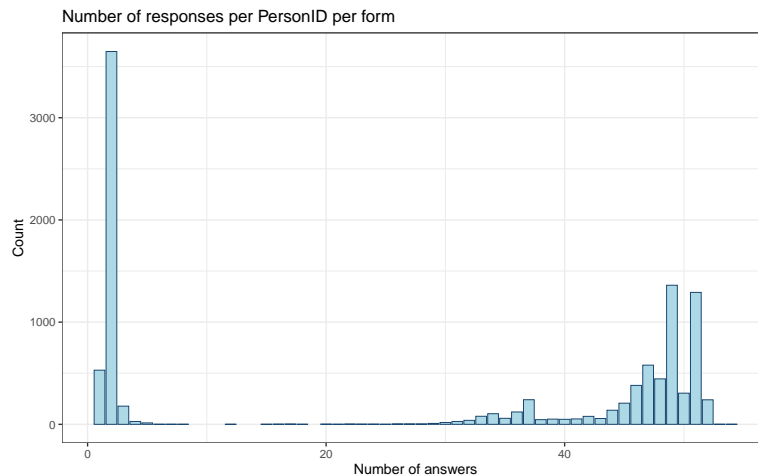 Number of responses per PersonID per form
3000
2000
1000
0
Count
0 20 40
Number of answers